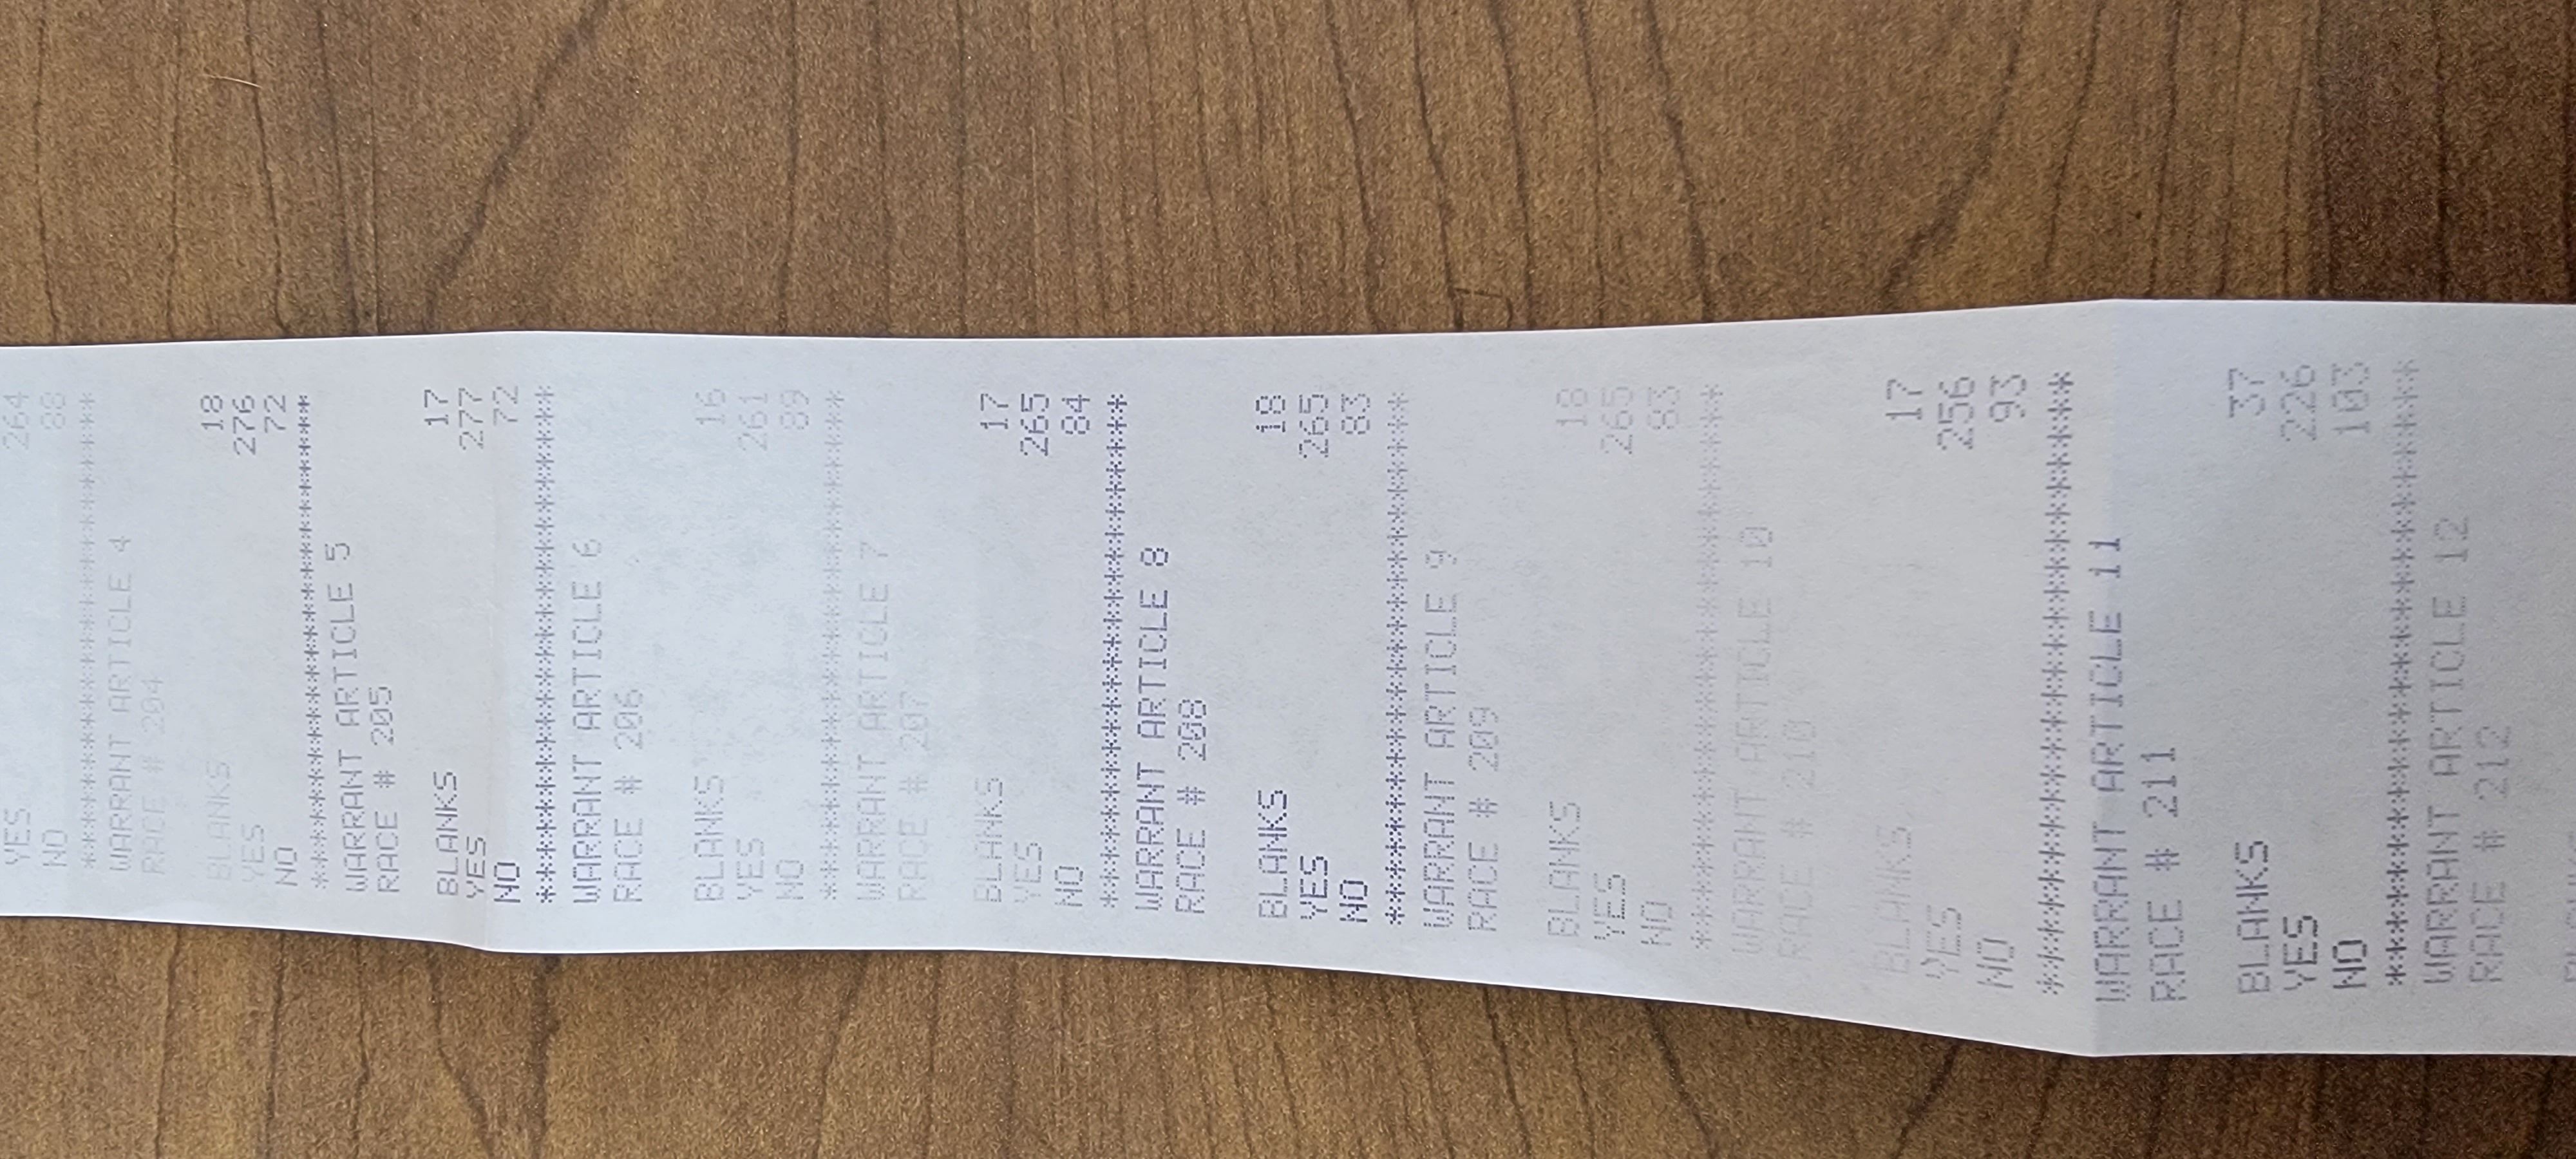 YES 264
NO 88
************************
WARRANT ARTICLE 4
RACE # 204
BLANKS 18
YES 276
NO 72
************************
WARRANT ARTICLE 5
RACE # 205
BLANKS 17
YES 277
NO 72
************************
WARRANT ARTICLE 6
RACE # 206
BLANKS 16
YES 261
NO 89
************************
WARRANT ARTICLE 7
RACE # 207
BLANKS 17
YES 265
NO 84
************************
WARRANT ARTICLE 8
RACE # 208
BLANKS 18
YES 265
NO 83
************************
WARRANT ARTICLE 9
RACE # 209
BLANKS 18
YES 265
NO 83
************************
WARRANT ARTICLE 10
RACE # 210
BLANKS 17
YES 256
NO 93
************************
WARRANT ARTICLE 11
RACE # 211
BLANKS 37
YES 226
NO 103
************************
WARRANT ARTICLE 12
RACE # 212